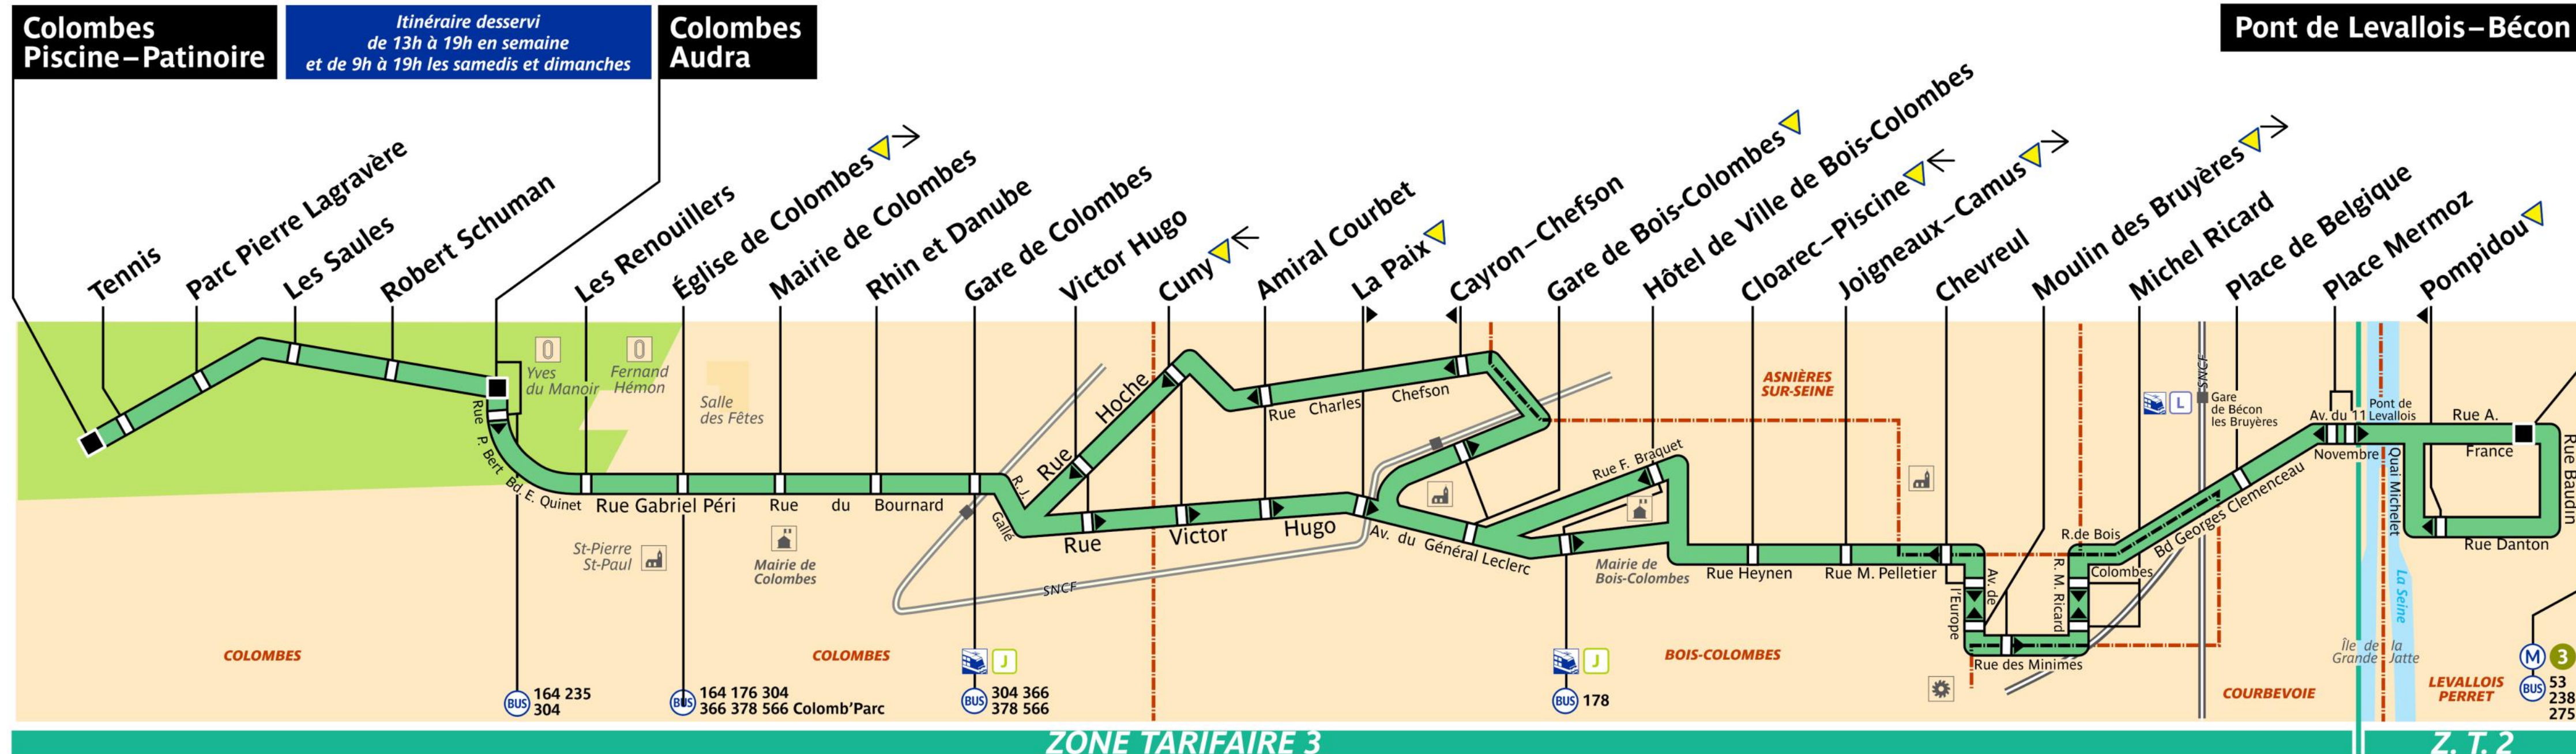 Colombes
Piscine–Patinoire
Itinéraire desservi
de 13h à 19h en semaine
et de 9h à 19h les samedis et dimanches
Colombes
Audra
Pont de Levallois–Bécon
Tennis
Parc Pierre Lagravère
Les Saules
Robert Schuman
Les Renouillers
Église de Colombes
Mairie de Colombes
Rhin et Danube
Gare de Colombes
Victor Hugo
Cuny
Amiral Courbet
La Paix
Cayron–Chefson
Gare de Bois-Colombes
Hôtel de Ville de Bois-Colombes
Cloarec–Piscine
Joigneaux–Camus
Chevreul
Moulin des Bruyères
Michel Ricard
Place de Belgique
Place Mermoz
Pompidou
Yves
du Manoir
Fernand
Hémon
Salle
des Fêtes
Rue P. Bert
Bd E. Quinet
Rue Gabriel Péri
Rue du Bournard
R. J. Gallé
Rue Hoche
Rue Charles Chefson
Rue Victor Hugo
Av. du Général Leclerc
Rue F. Braquet
Mairie de
Bois-Colombes
Rue Heynen
Rue M. Pelletier
Av. de
l'Europe
Rue des Minimes
R. M. Ricard
R. de Bois
Colombes
Bd Georges Clemenceau
ASNIÈRES
SUR-SEINE
L
SNCF
Gare
de Bécon
les Bruyères
Av. du 11
Novembre
Pont de
Levallois
Quai Michelet
Rue A.
France
Rue Baudin
Rue Danton
La Seine
Île de la
Grande Jatte
St-Pierre
St-Paul
Mairie de
Colombes
SNCF
COLOMBES
COLOMBES
BOIS-COLOMBES
COURBEVOIE
LEVALLOIS
PERRET
BUS 164 235
304
BUS 164 176 304
366 378 566 Colomb'Parc
J
BUS 304 366
378 566
J
BUS 178
M 3
BUS 53
238
275
ZONE TARIFAIRE 3
Z. T. 2